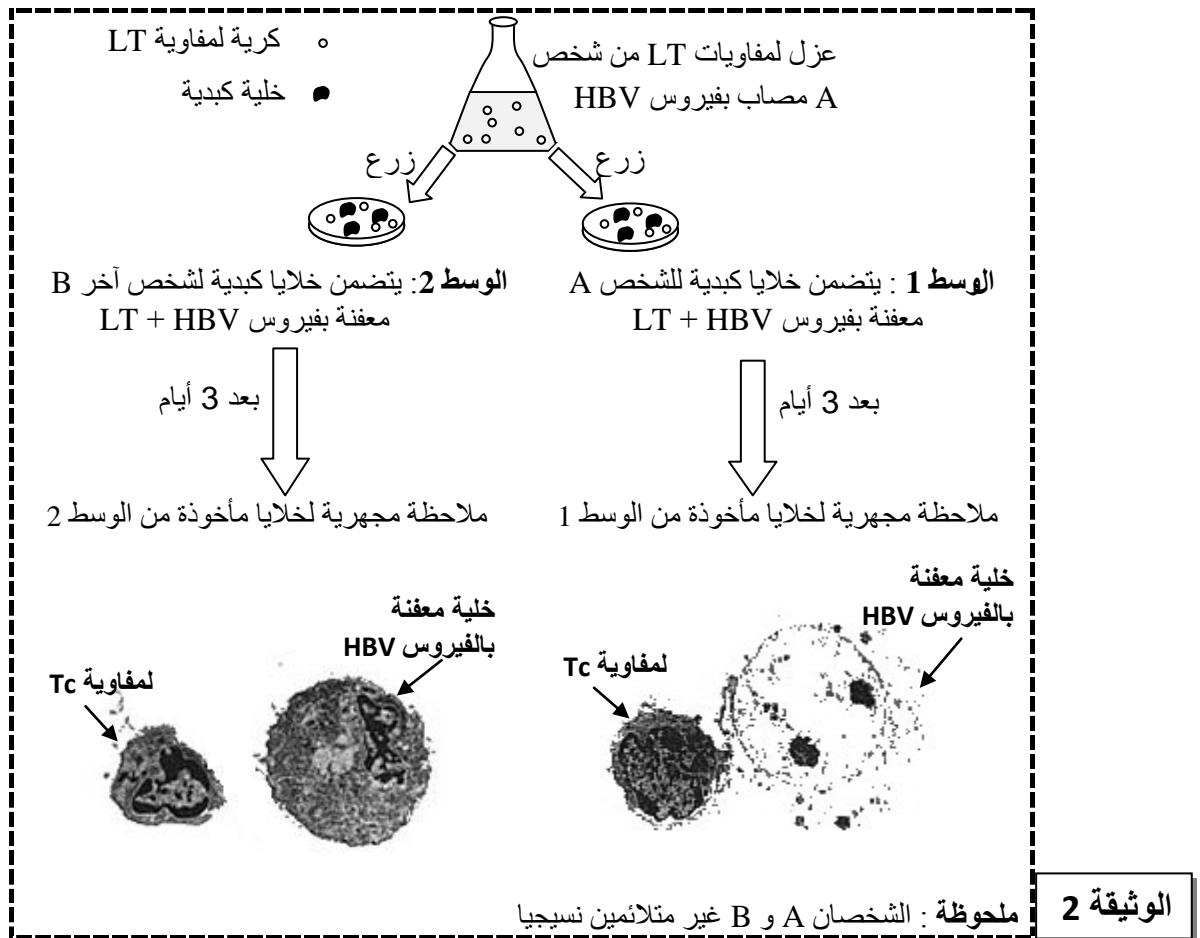 عزل لمفاويات LT من شخص
A مصاب بفيروس HBV
كرية لمفاوية LT
خلية كبدية
زرع
زرع
الوسط 1 : يتضمن خلايا كبدية للشخص A
معفنة بفيروس LT + HBV
الوسط 2: يتضمن خلايا كبدية لشخص آخر B
معفنة بفيروس LT + HBV
بعد 3 أيام
بعد 3 أيام
ملاحظة مجهرية لخلايا مأخوذة من الوسط 1
ملاحظة مجهرية لخلايا مأخوذة من الوسط 2
خلية معفنة
بالفيروس HBV
لمفاوية Tc
خلية معفنة
بالفيروس HBV
لمفاوية Tc
ملحوظة : الشخصان A و B غير متلائمين نسيجيا
الوثيقة 2